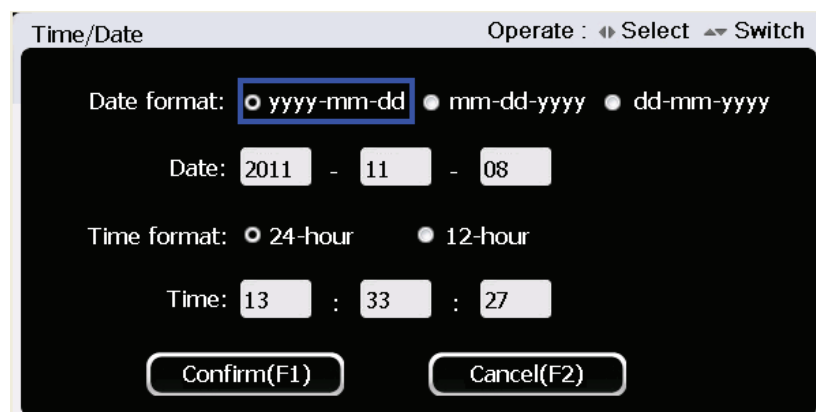 Time/Date Operate : Select Switch
Date format: yyyy-mm-dd mm-dd-yyyy dd-mm-yyyy
Date: 2011 - 11 - 08
Time format: 24-hour 12-hour
Time: 13 : 33 : 27
Confirm(F1) Cancel(F2)